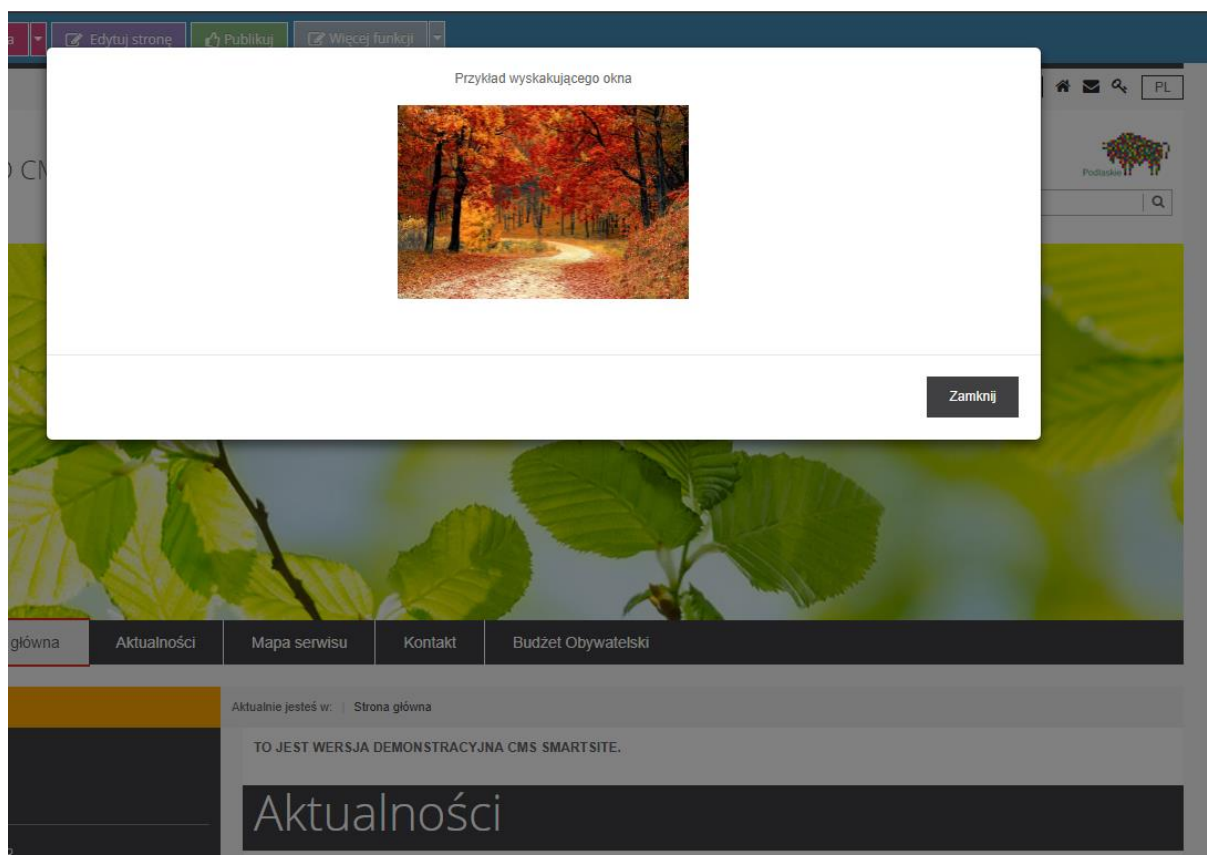 a
Edytuj stronę
Publikuj
Więcej funkcji
Przykład wyskakującego okna
PL
Podlaskie
Zamknij
główna
Aktualności
Mapa serwisu
Kontakt
Budżet Obywatelski
Aktualnie jesteś w: | Strona główna
TO JEST WERSJA DEMONSTRACYJNA CMS SMARTSITE.
Aktualności